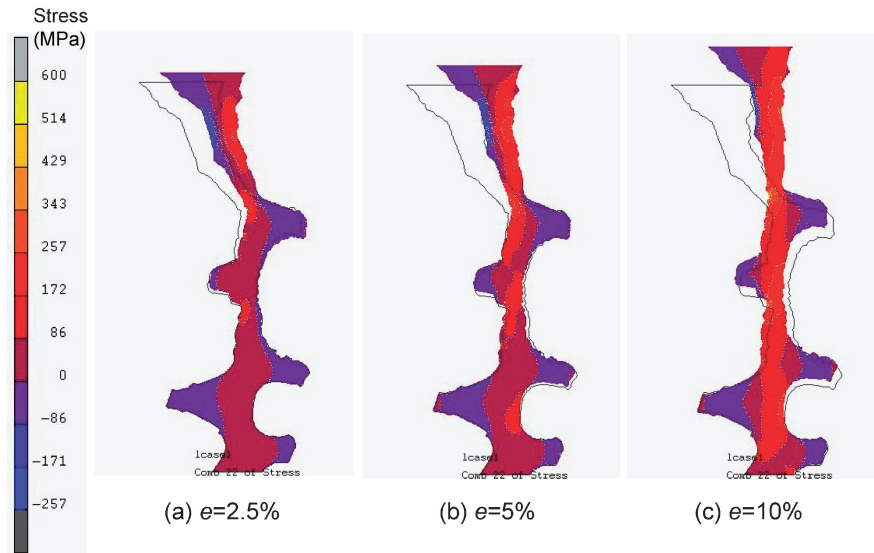 Stress
(MPa)
600
514
429
343
257
172
86
0
−86
−171
−257
lcase1
Comb 22 of Stress
lcase1
Comb 22 of Stress
lcase1
Comb 22 of Stress
(a) e=2.5%
(b) e=5%
(c) e=10%